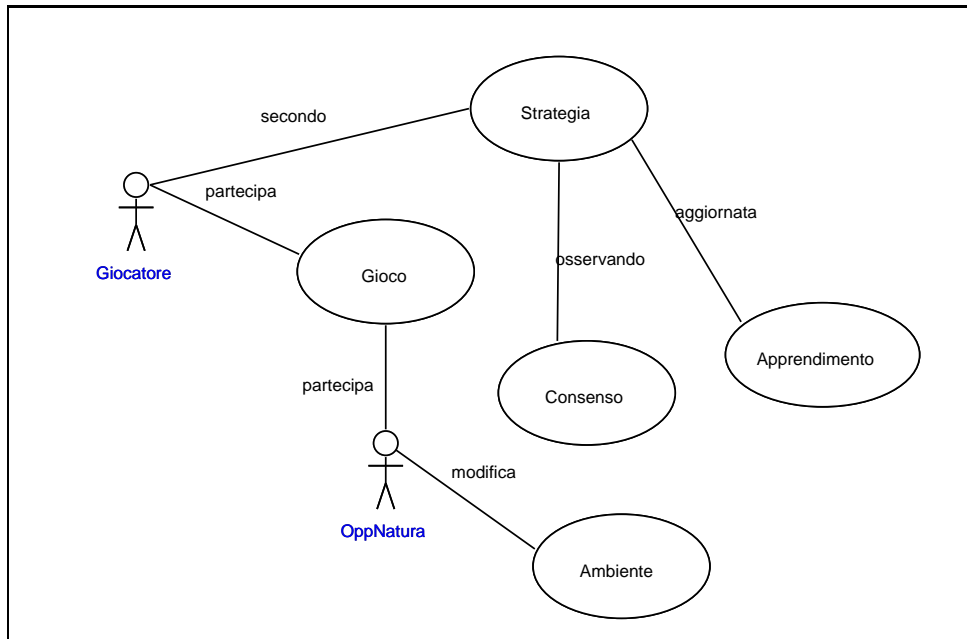 Strategia
secondo
partecipa
aggiornata
Giocatore
Gioco
osservando
Apprendimento
partecipa
Consenso
modifica
OppNatura
Ambiente